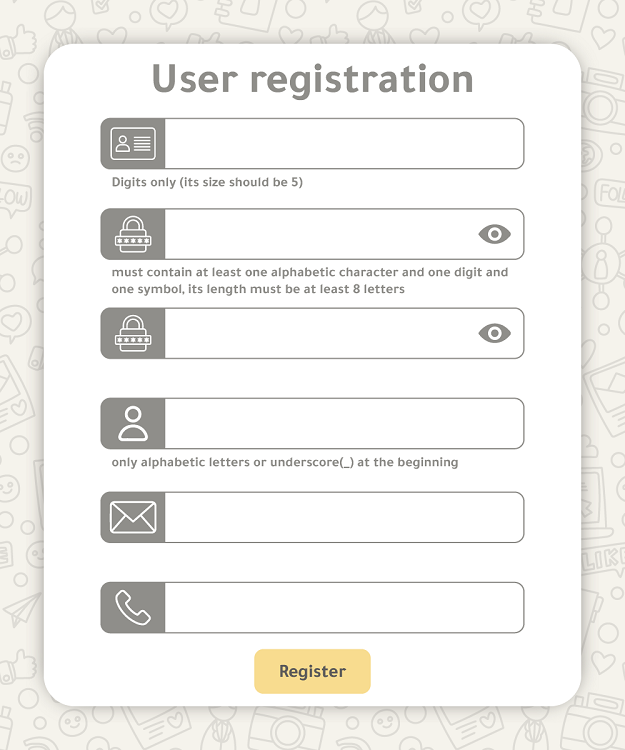 User registration
Digits only (its size should be 5)
must contain at least one alphabetic character and one digit and
one symbol, its length must be at least 8 letters
only alphabetic letters or underscore(_) at the beginning
Register